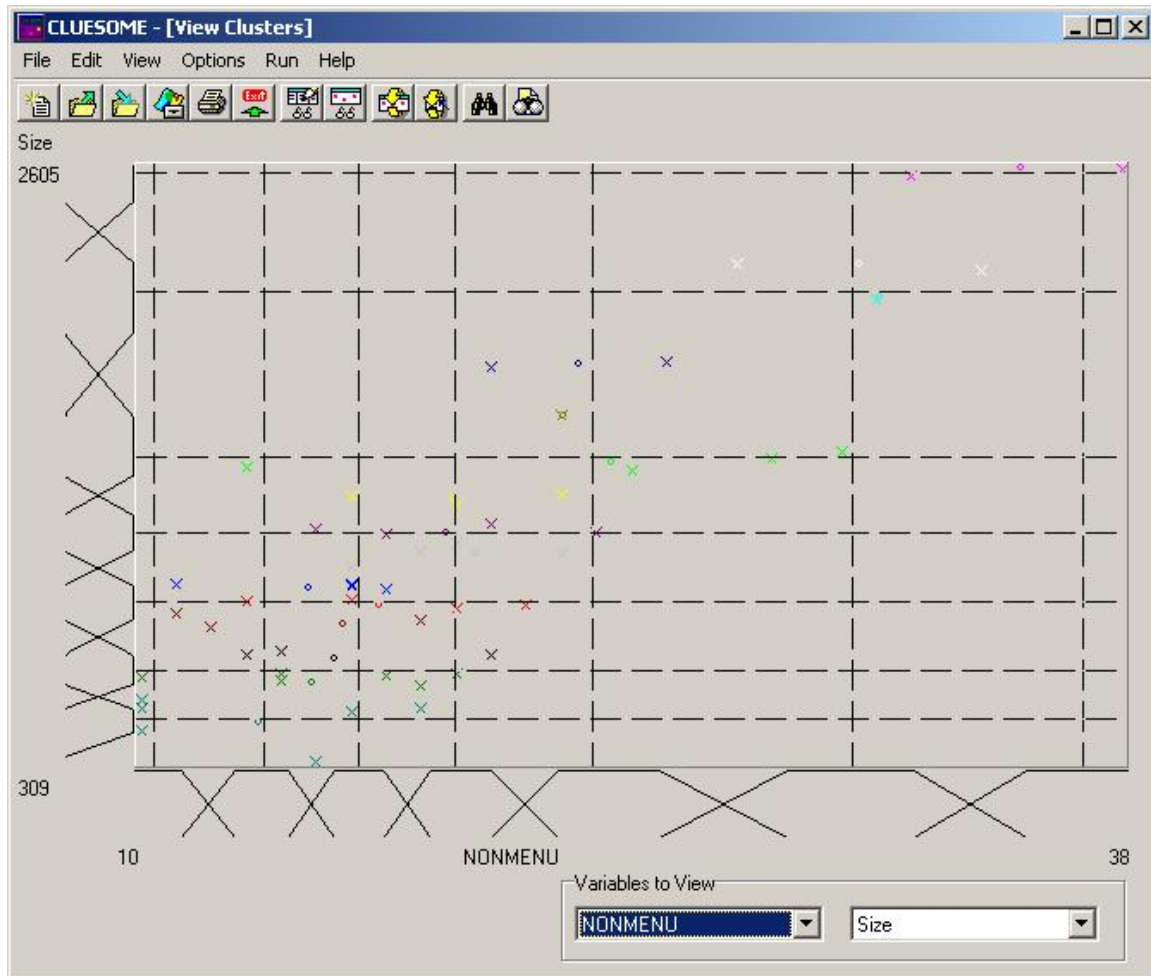 CLUESOME - [View Clusters]
File Edit View Options Run Help
Exit
Size
2605
309
10 NONMENU 38
Variables to View
NONMENU Size